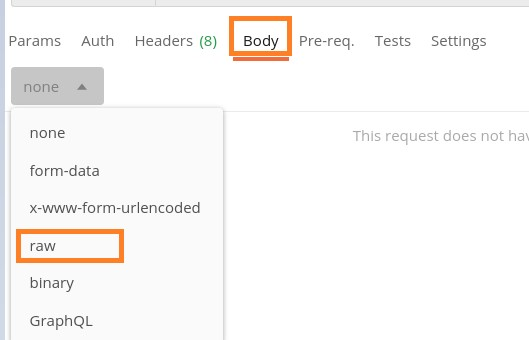 Params Auth Headers (8) Body Pre-req. Tests Settings
none
This request does not hav
none
form-data
x-www-form-urlencoded
raw
binary
GraphQL